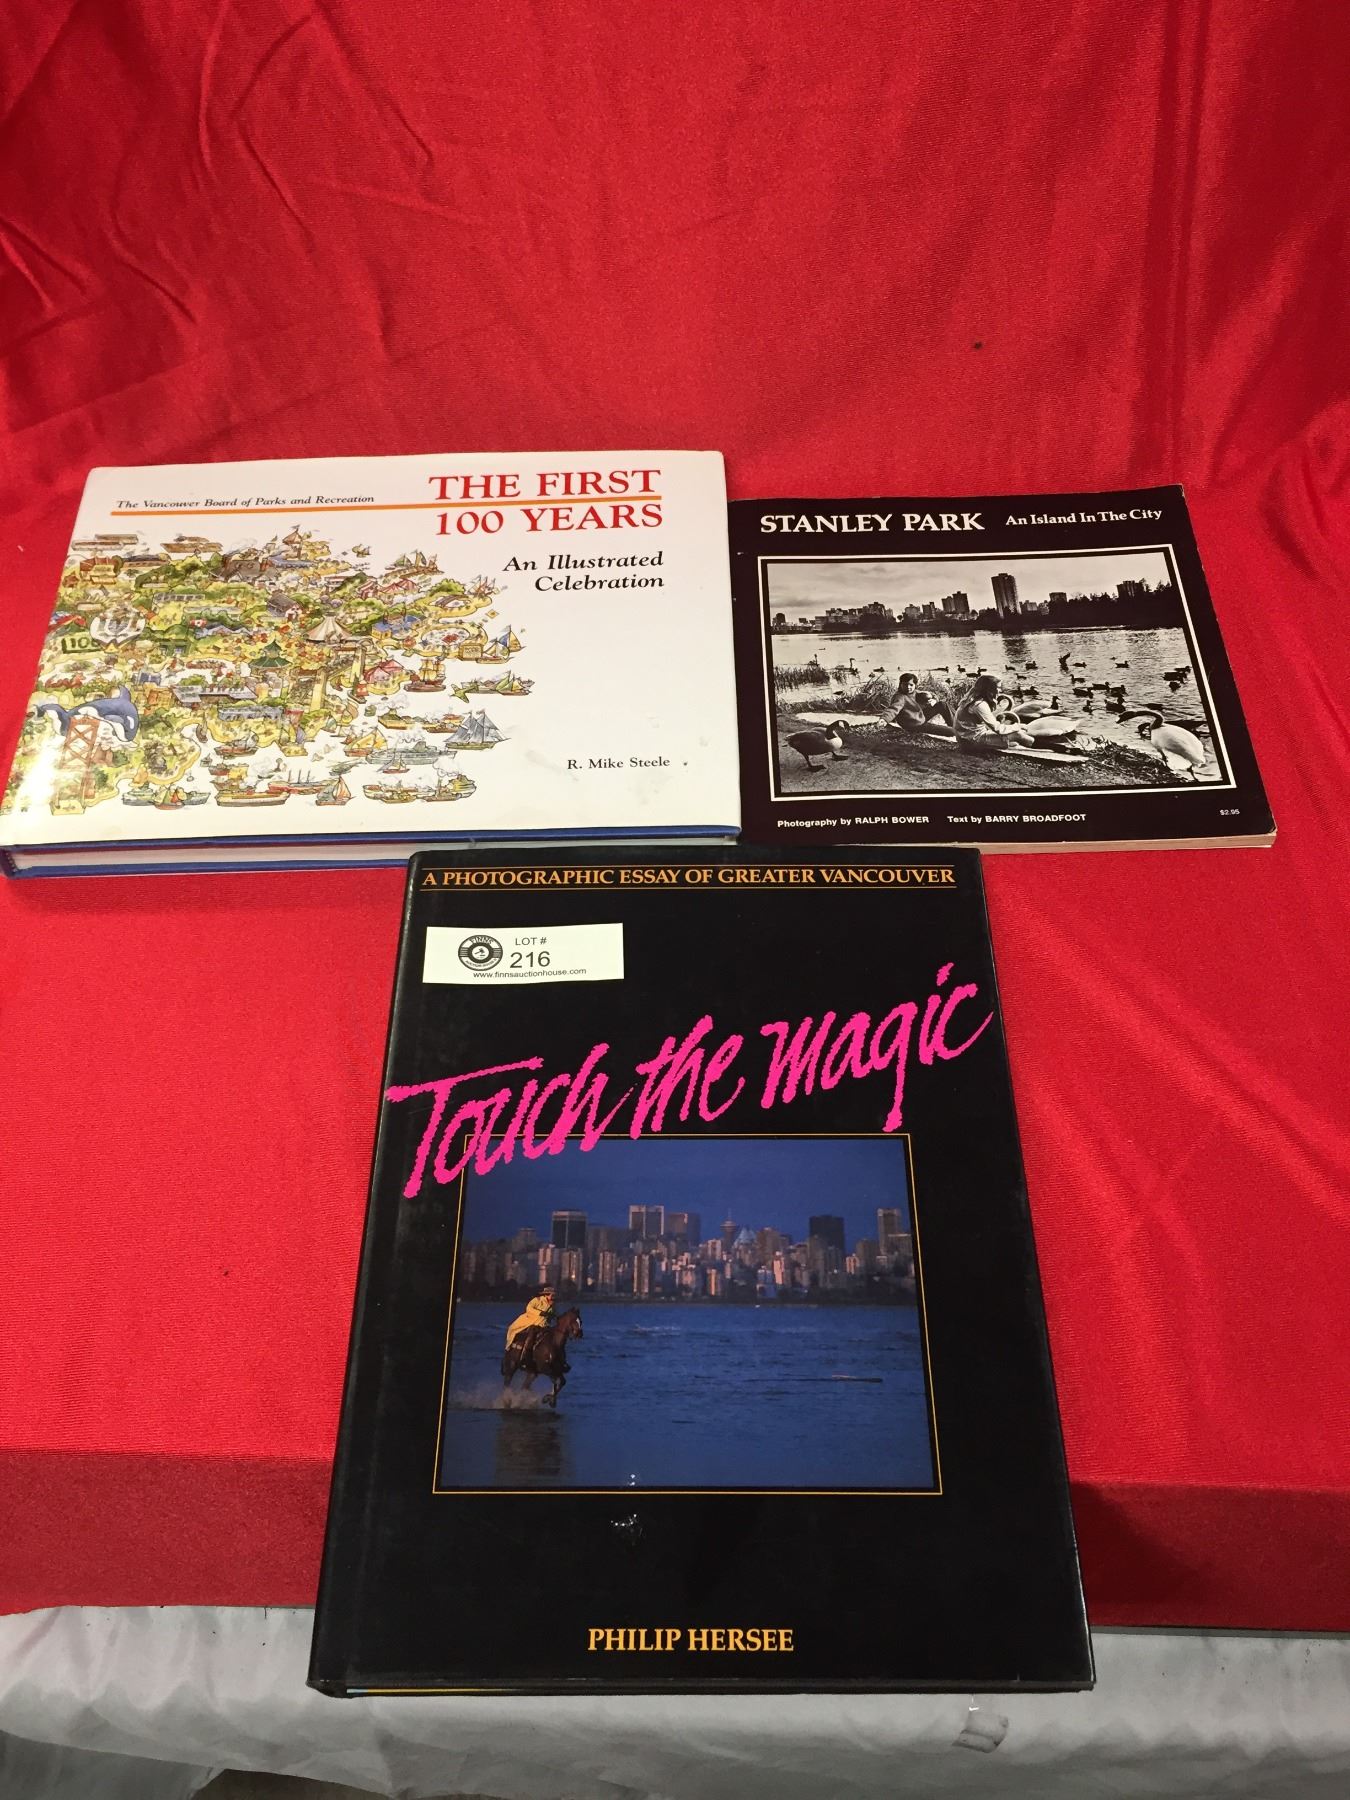 The Vancouver Board of Parks and Recreation
THE FIRST
100 YEARS
An Illustrated
Celebration
R. Mike Steele
STANLEY PARK An Island In The City
Photography by RALPH BOWER Text by BARRY BROADFOOT
$2.95
A PHOTOGRAPHIC ESSAY OF GREATER VANCOUVER
FINNS
LOT #
216
www.finnsauctionhouse.com
Touch the magic
PHILIP HERSEE